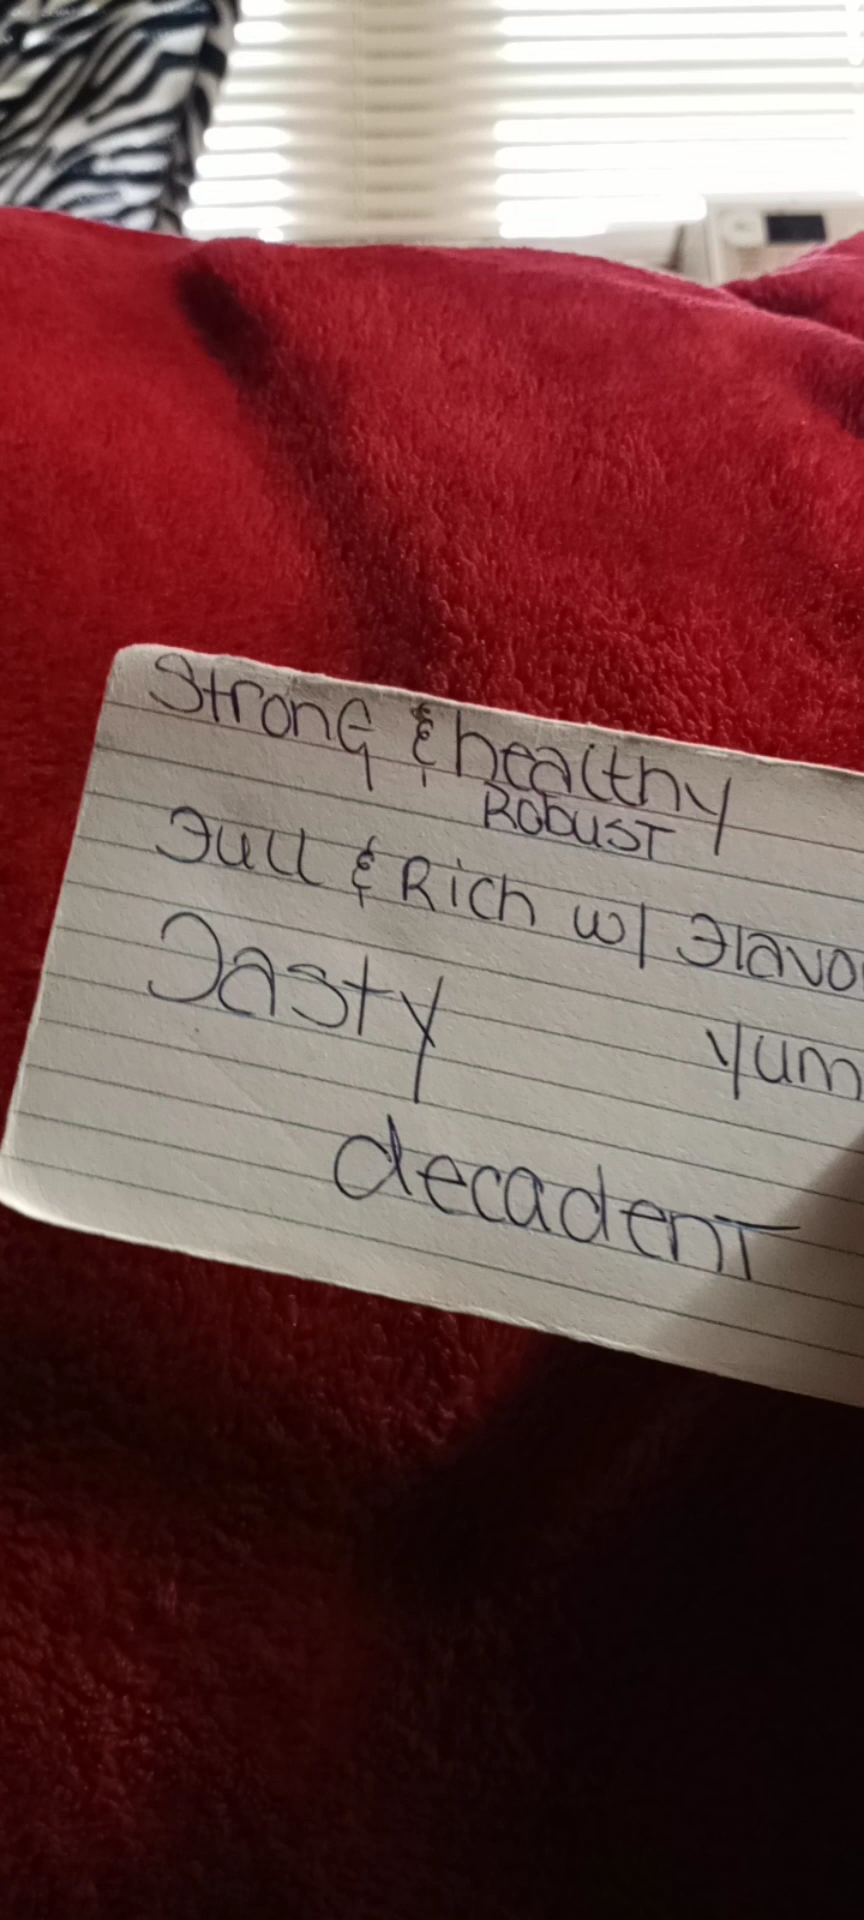 Strong & healthy
Robust
Full & Rich w/ Flavo
Tasty
Yum
decadent